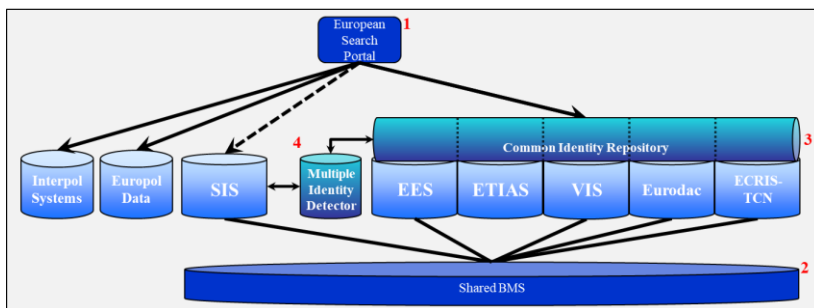 European
Search
Portal
1
4
Common Identity Repository
3
Interpol
Systems
Europol
Data
SIS
Multiple
Identity
Detector
EES
ETIAS
VIS
Eurodac
ECRIS-
TCN
2
Shared BMS